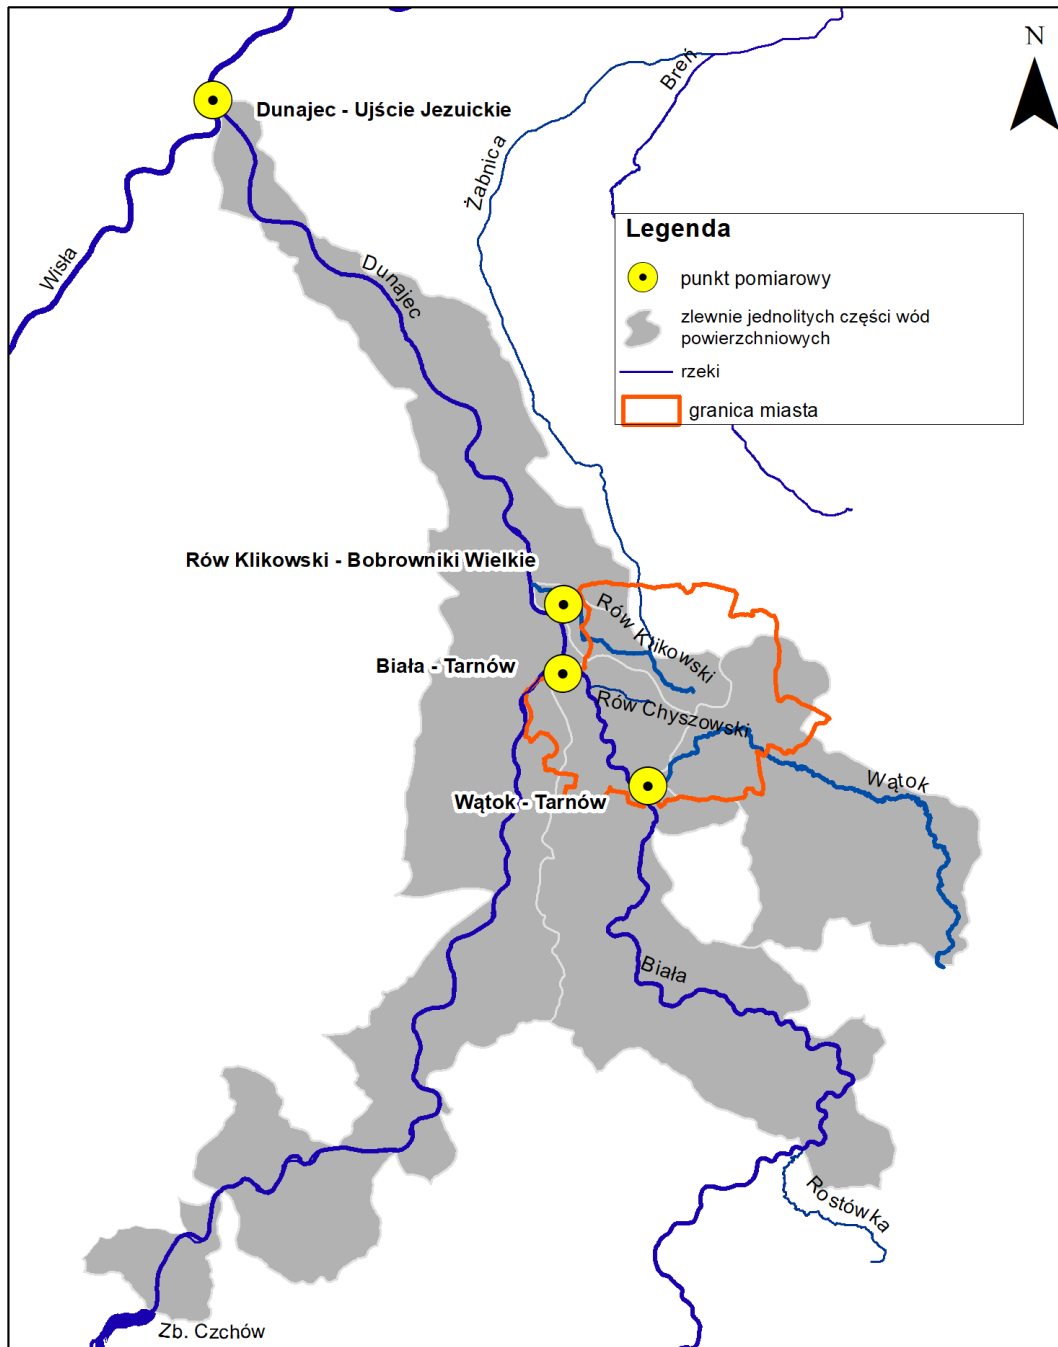 N
Breń
Dunajec - Ujście Jezuickie
Żabnica
Legenda
Wisła
Dunajec
punkt pomiarowy
zlewnie jednolitych części wód
powierzchniowych
rzeki
granica miasta
Rów Klikowski - Bobrowniki Wielkie
Rów Klikowski
Biała - Tarnów
Rów Chyszowski
Wątok
Wątok - Tarnów
Biała
Rostówka
Zb. Czchów